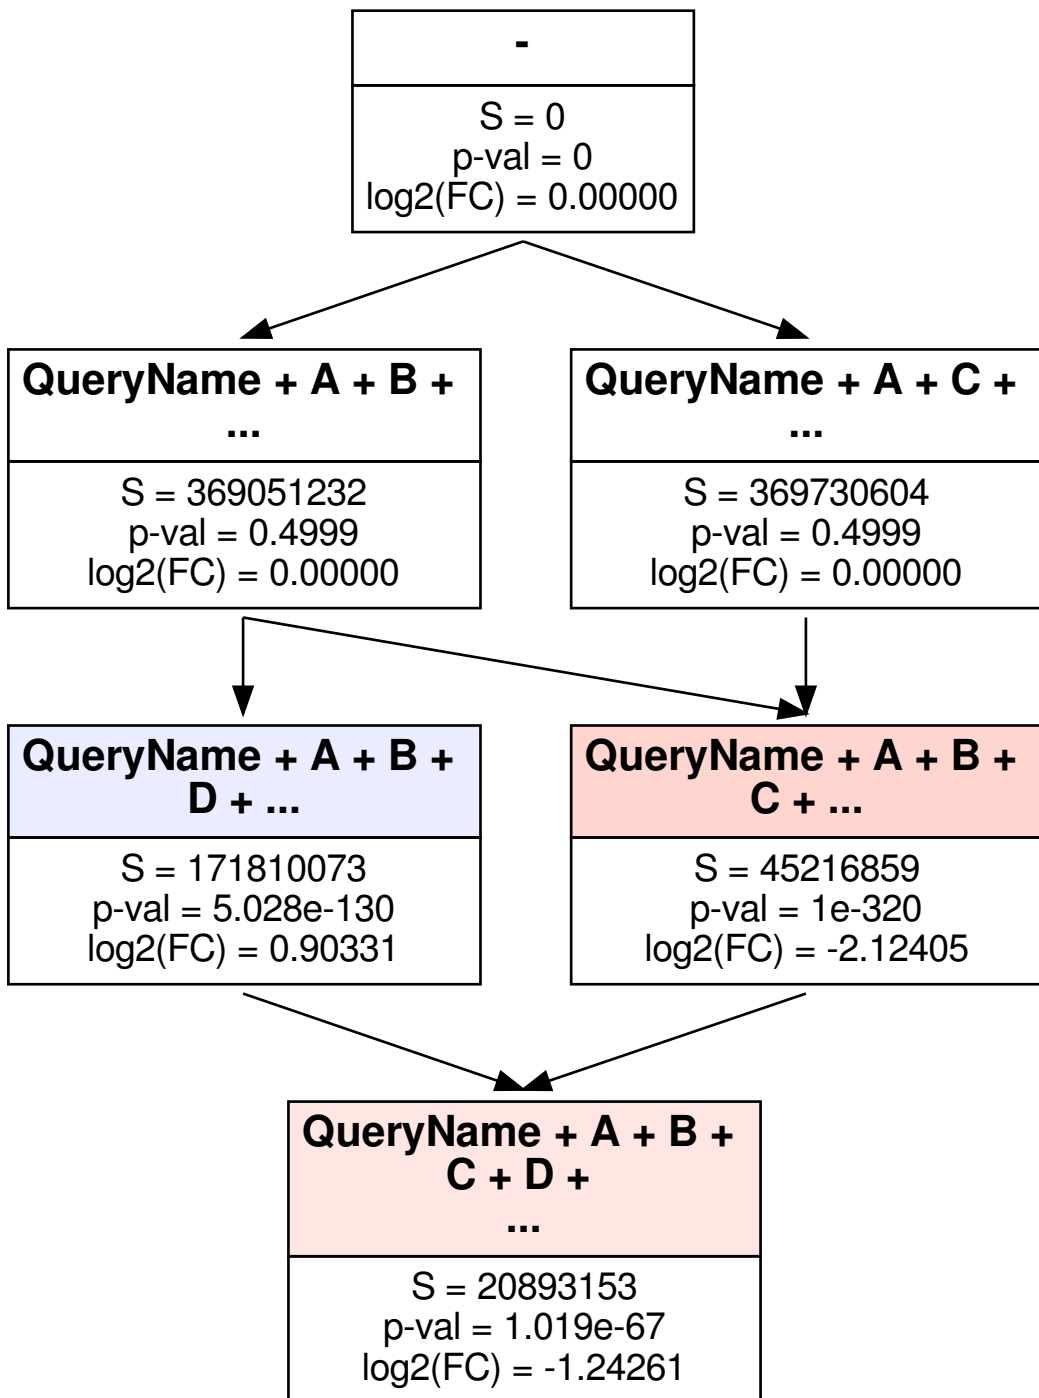 -
S = 0
p-val = 0
log2(FC) = 0.00000
QueryName + A + B +
...
S = 369051232
p-val = 0.4999
log2(FC) = 0.00000
QueryName + A + C +
...
S = 369730604
p-val = 0.4999
log2(FC) = 0.00000
QueryName + A + B +
D + ...
S = 171810073
p-val = 5.028e-130
log2(FC) = 0.90331
QueryName + A + B +
C + ...
S = 45216859
p-val = 1e-320
log2(FC) = -2.12405
QueryName + A + B +
C + D +
...
S = 20893153
p-val = 1.019e-67
log2(FC) = -1.24261